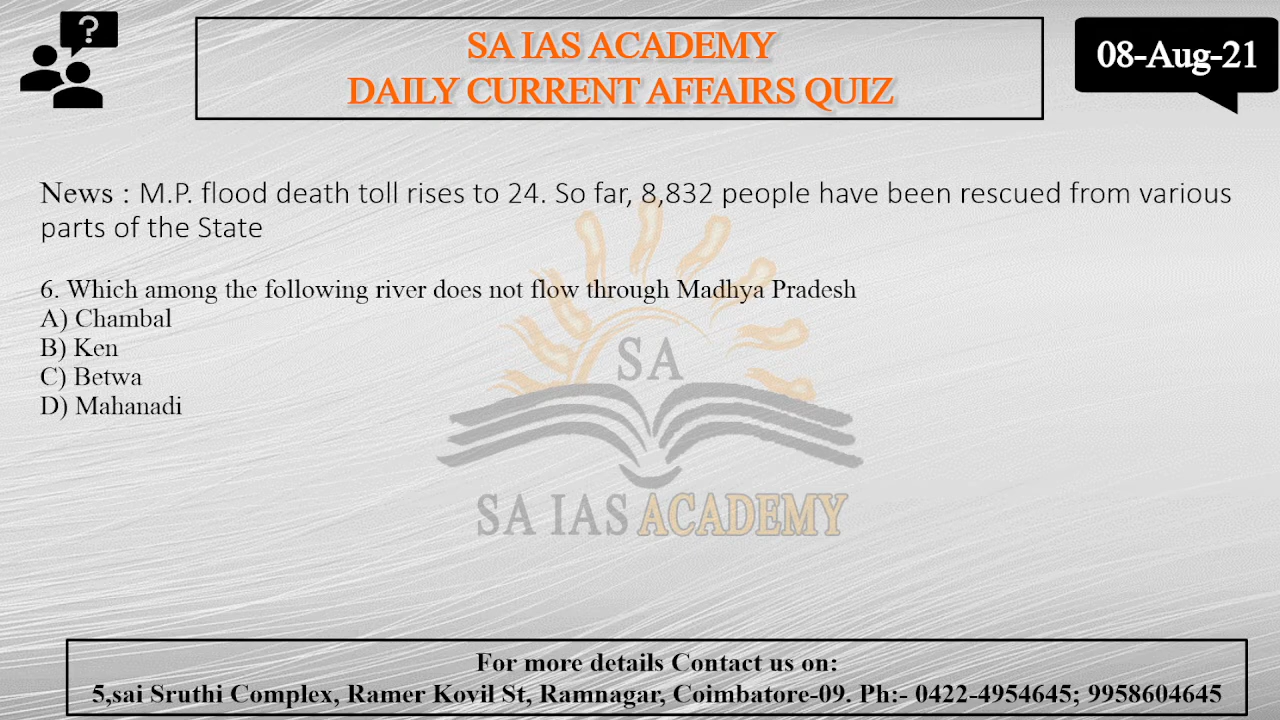 ?
SA IAS ACADEMY
DAILY CURRENT AFFAIRS QUIZ
08-Aug-21
News : M.P. flood death toll rises to 24. So far, 8,832 people have been rescued from various
parts of the State
6. Which among the following river does not flow through Madhya Pradesh
A) Chambal
B) Ken
C) Betwa
D) Mahanadi
SA
SA IAS ACADEMY
For more details Contact us on:
5,sai Sruthi Complex, Ramer Kovil St, Ramnagar, Coimbatore-09. Ph:- 0422-4954645; 9958604645